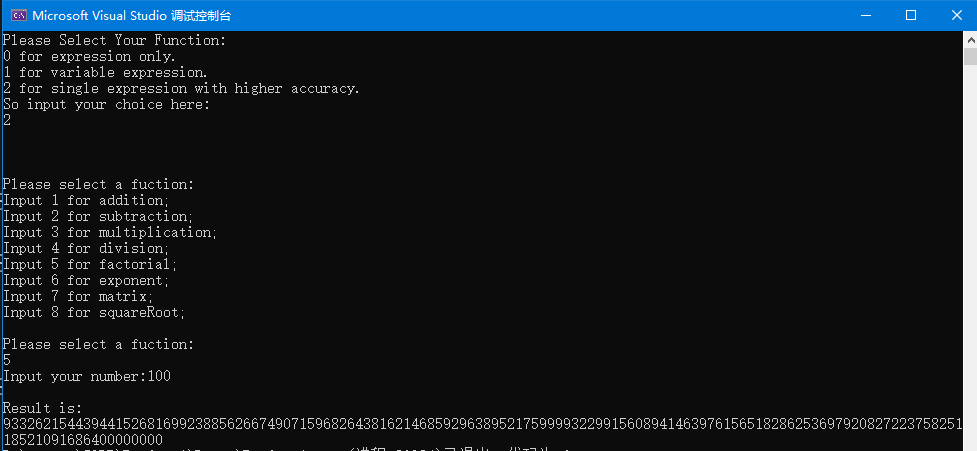 Microsoft Visual Studio 调试控制台
Please Select Your Function:
0 for expression only.
1 for variable expression.
2 for single expression with higher accuracy.
So input your choice here:
2
Please select a fuction:
Input 1 for addition;
Input 2 for subtraction;
Input 3 for multiplication;
Input 4 for division;
Input 5 for factorial;
Input 6 for exponent;
Input 7 for matrix;
Input 8 for squareRoot;
Please select a fuction:
5
Input your number:100
Result is:
933262154439441526816992388562667490715968264381621468592963895217599993229915608941463976156518286253697920827223758251
185210916864000000000